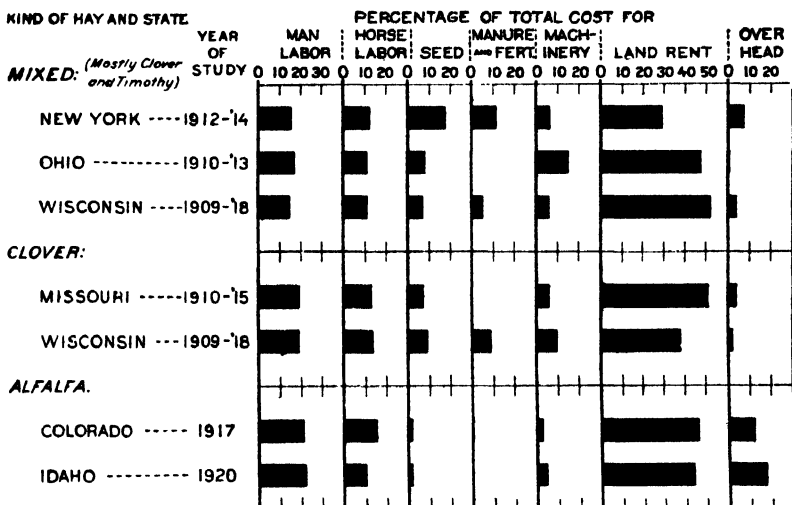 KIND OF HAY AND STATE
YEAR OF STUDY
PERCENTAGE OF TOTAL COST FOR
MAN LABOR
HORSE LABOR
SEED
MANURE AND FERT.
MACH-INERY
LAND RENT
OVER HEAD
MIXED: (Mostly Clover and Timothy)
0 10 20 30 0 10 20 0 10 20 0 10 20 0 10 20 0 10 20 30 40 50 0 10 20
NEW YORK ---- 1912-'14
OHIO ---------- 1910-'13
WISCONSIN ---- 1909-'18
CLOVER:
MISSOURI ----- 1910-'15
WISCONSIN --- 1909-'18
ALFALFA.
COLORADO ----- 1917
IDAHO --------- 1920